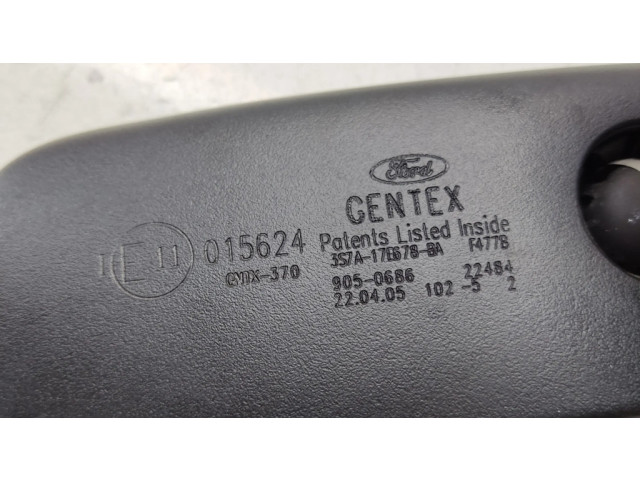 Ford
GENTEX
I E 11 015624 Patents Listed Inside
3S7A-17E678-BA F477B
GNTX-370
905-0686 22484
22.04.05 102 -5 2